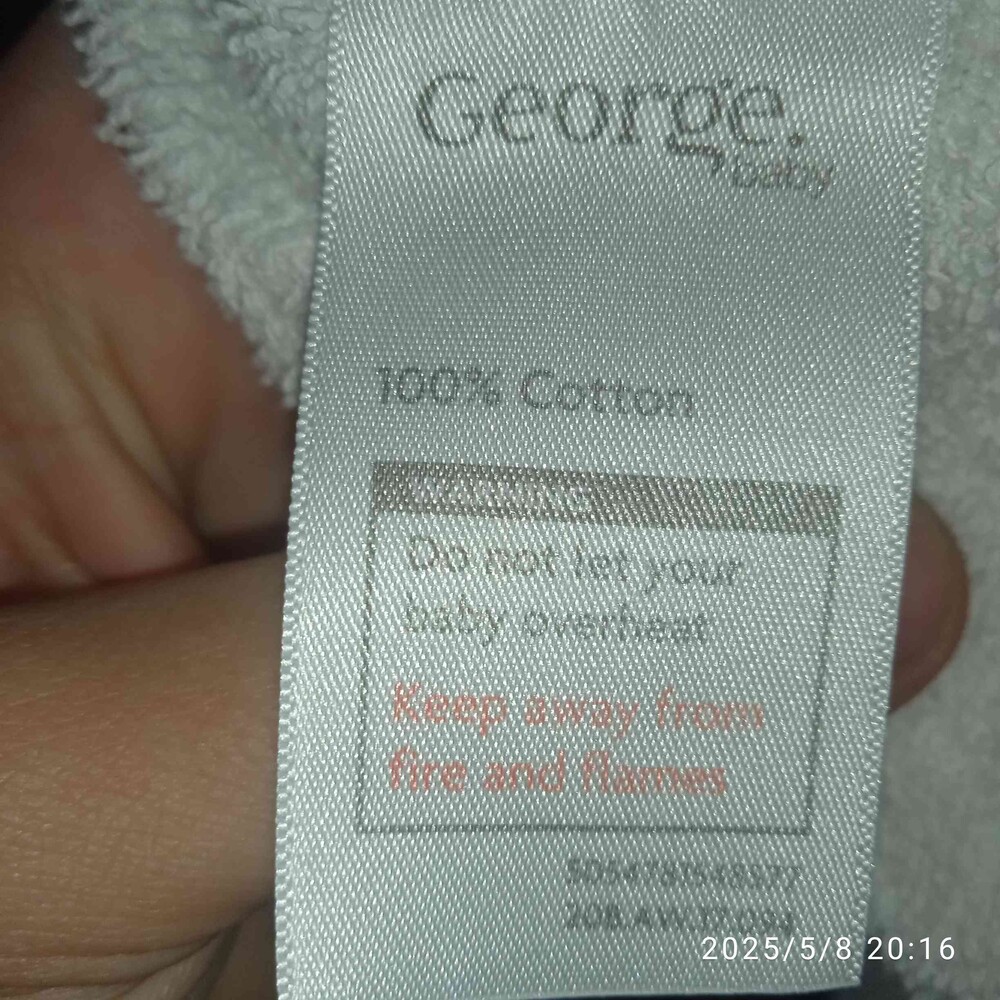 George.
baby
100% Cotton
WARNING
Do not let your
baby overheat
Keep away from
fire and flames
2025/5/8 20:16